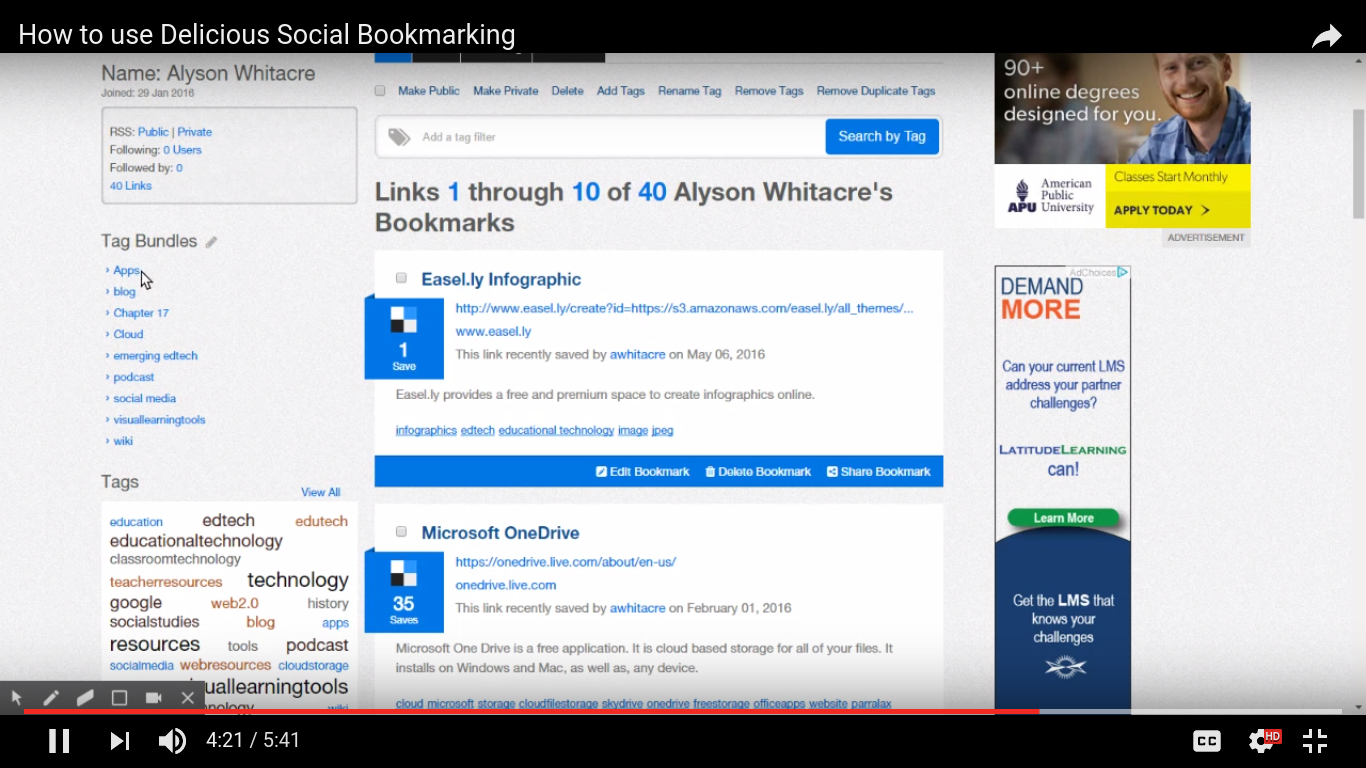 How to use Delicious Social Bookmarking
Name: Alyson Whitacre
Joined: 29 Jan 2016
RSS: Public | Private
Following: 0 Users
Followed by: 0
40 Links
Tag Bundles
› Apps
› blog
› Chapter 17
› Cloud
› emerging edtech
› podcast
› social media
› visuallearningtools
› wiki
Tags
View All
education edtech edutech
educationaltechnology
classroomtechnology
teacherresources technology
google web2.0 history
socialstudies blog apps
resources tools podcast
socialmedia webresources cloudstorage
uallearningtools
nology wiki
Make Public Make Private Delete Add Tags Rename Tag Remove Tags Remove Duplicate Tags
Add a tag filter
Search by Tag
Links 1 through 10 of 40 Alyson Whitacre's
Bookmarks
Easel.ly Infographic
1
Save
http://www.easel.ly/create?id=https://s3.amazonaws.com/easel.ly/all_themes/...
www.easel.ly
This link recently saved by awhitacre on May 06, 2016
Easel.ly provides a free and premium space to create infographics online.
infographics edtech educational technology image jpeg
Edit Bookmark Delete Bookmark Share Bookmark
Microsoft OneDrive
35
Saves
https://onedrive.live.com/about/en-us/
onedrive.live.com
This link recently saved by awhitacre on February 01, 2016
Microsoft One Drive is a free application. It is cloud based storage for all of your files. It
installs on Windows and Mac, as well as, any device.
cloud microsoft storage cloudfilestorage skydrive onedrive freestorage officeapps website parralax
90+
online degrees
designed for you.
APU
American
Public
University
Classes Start Monthly
APPLY TODAY >
ADVERTISEMENT
AdChoices
DEMAND
MORE
Can your current LMS
address your partner
challenges?
LATITUDELEARNING
can!
Learn More
Get the LMS that
knows your
challenges
4:21 / 5:41
CC
HD